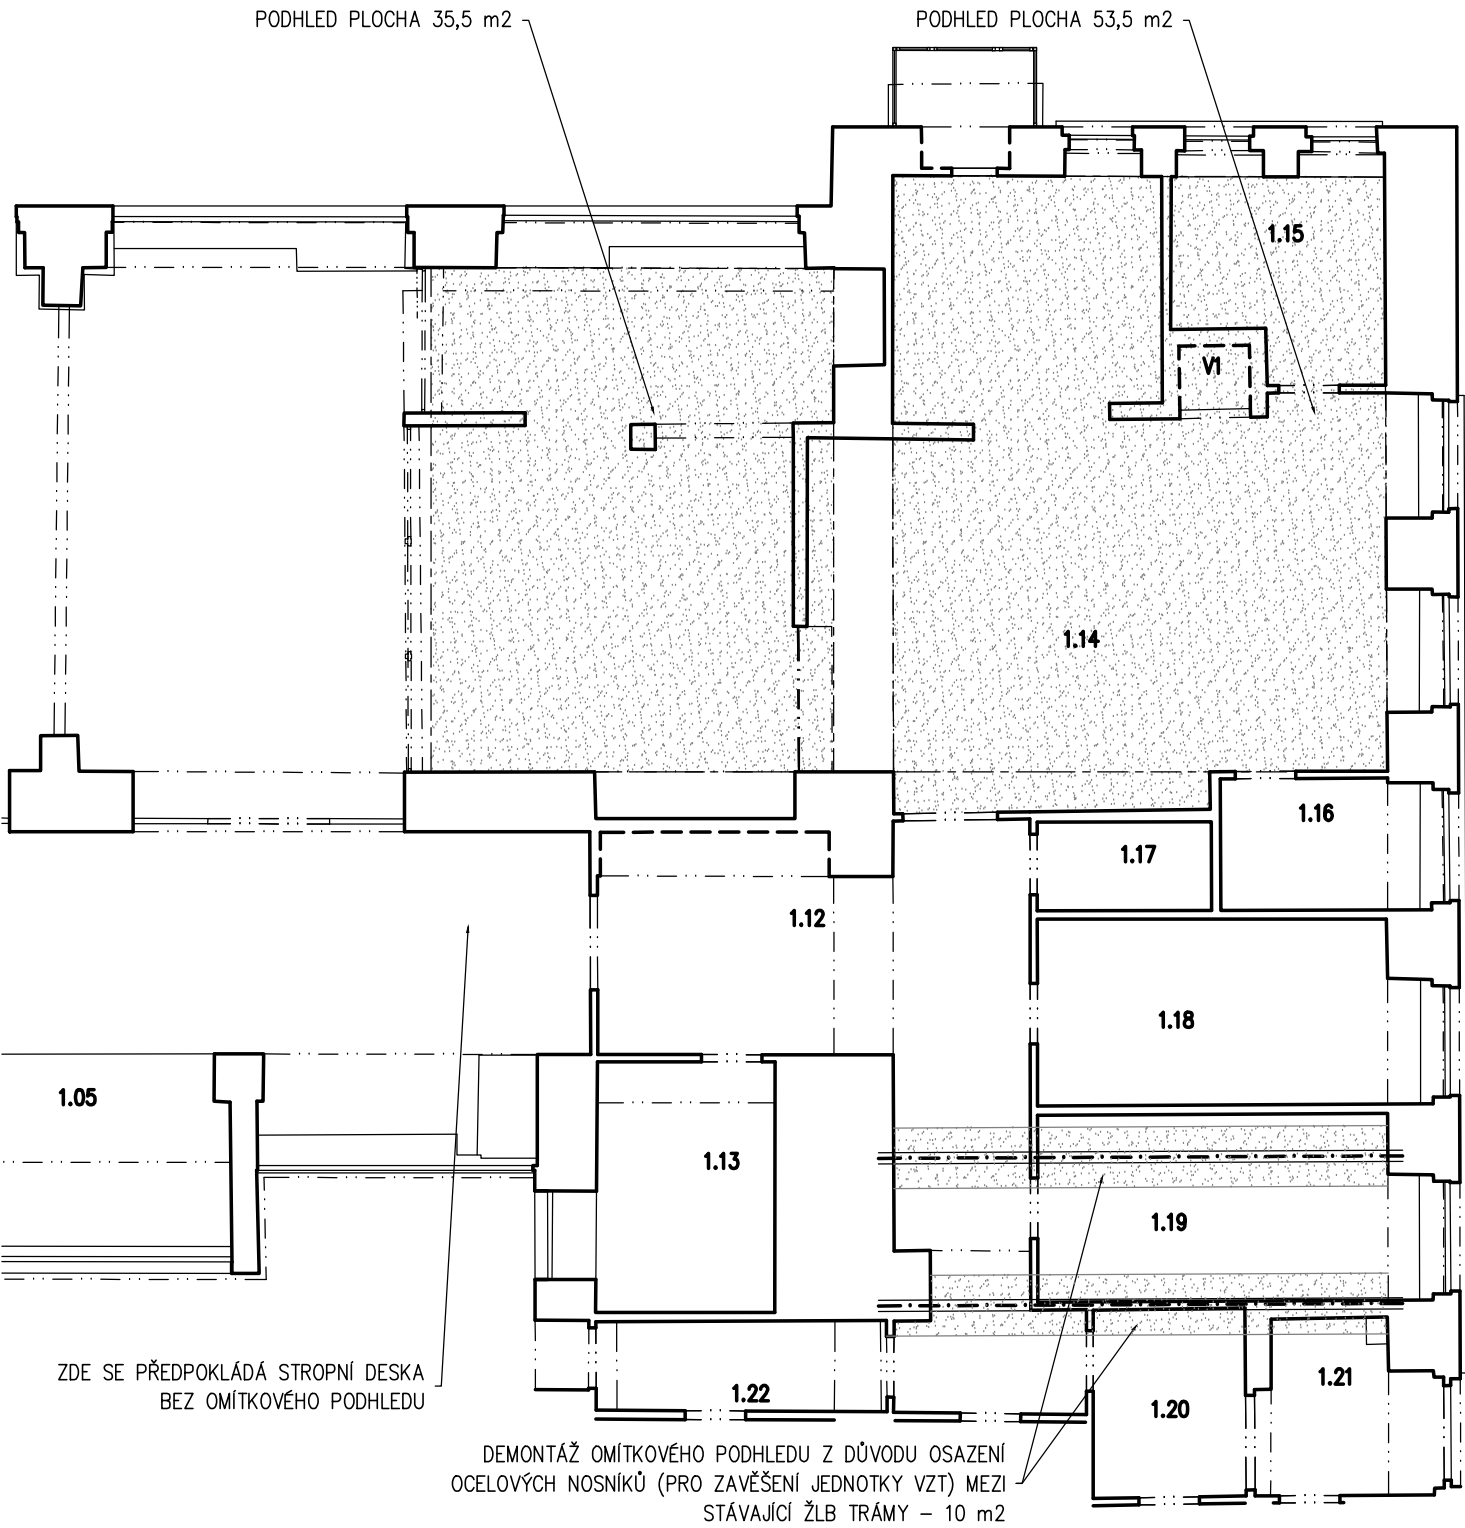 PODHLED PLOCHA 35,5 m2
PODHLED PLOCHA 53,5 m2
1.15
V1
1.14
1.16
1.17
1.12
1.18
1.05
1.13
1.19
ZDE SE PŘEDPOKLÁDÁ STROPNÍ DESKA
BEZ OMÍTKOVÉHO PODHLEDU
1.22
1.21
1.20
DEMONTÁŽ OMÍTKOVÉHO PODHLEDU Z DŮVODU OSAZENÍ
OCELOVÝCH NOSNÍKŮ (PRO ZAVĚŠENÍ JEDNOTKY VZT) MEZI
STÁVAJÍCÍ ŽLB TRÁMY – 10 m2